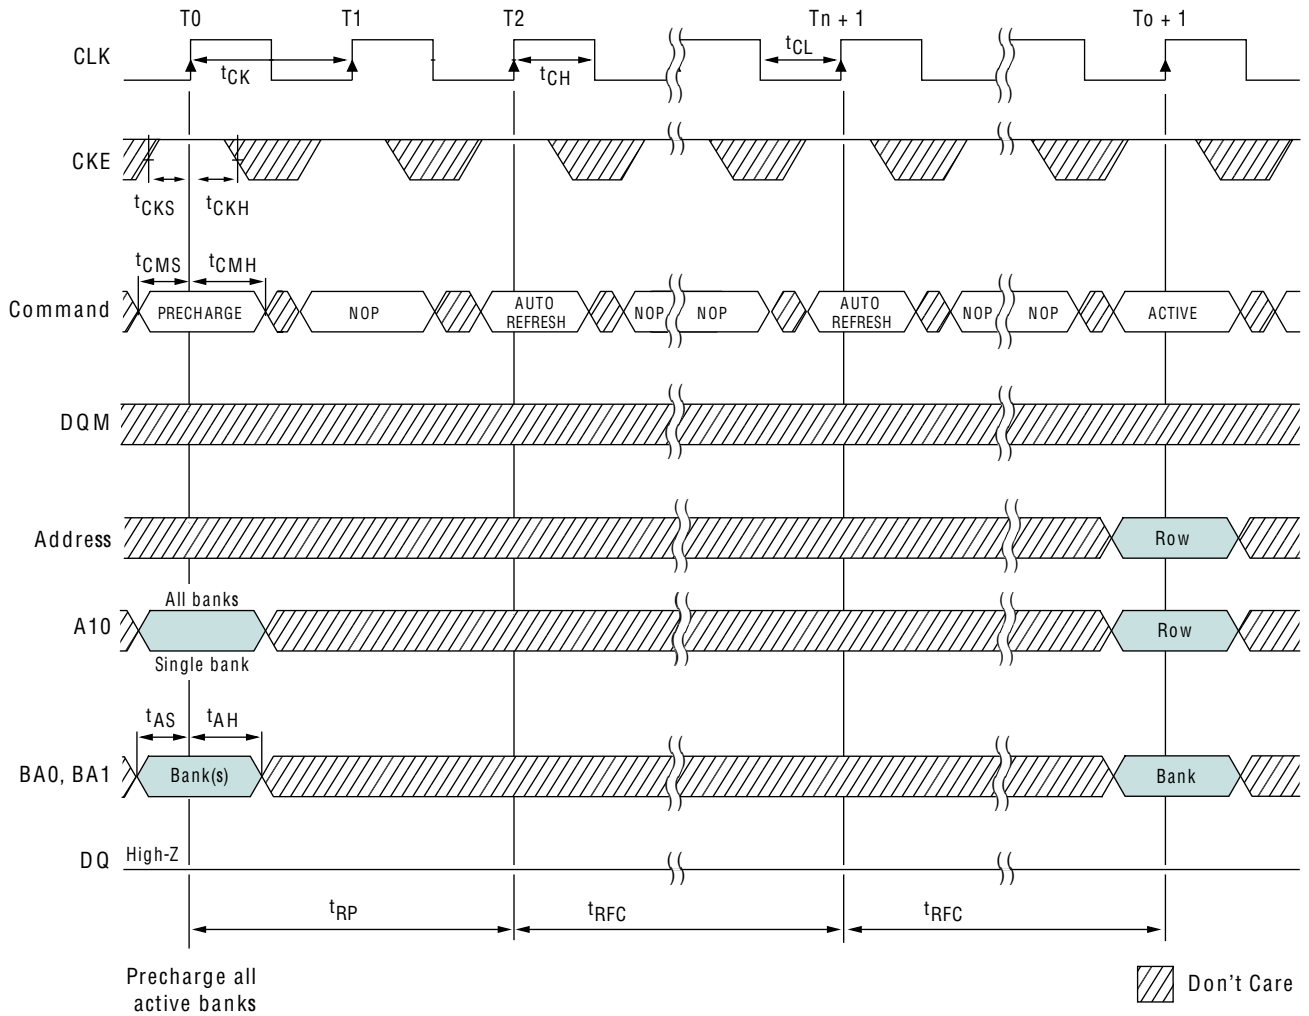 T0 T1 T2 Tn + 1 To + 1
CLK
tCK tCH tCL
CKE
tCKS tCKH
tCMS tCMH
Command PRECHARGE NOP AUTO REFRESH NOP NOP AUTO REFRESH NOP NOP ACTIVE
DQM
Address Row
All banks
A10 Row
Single bank
tAS tAH
BA0, BA1 Bank(s) Bank
DQ High-Z
tRP tRFC tRFC
Precharge all
active banks
Don't Care